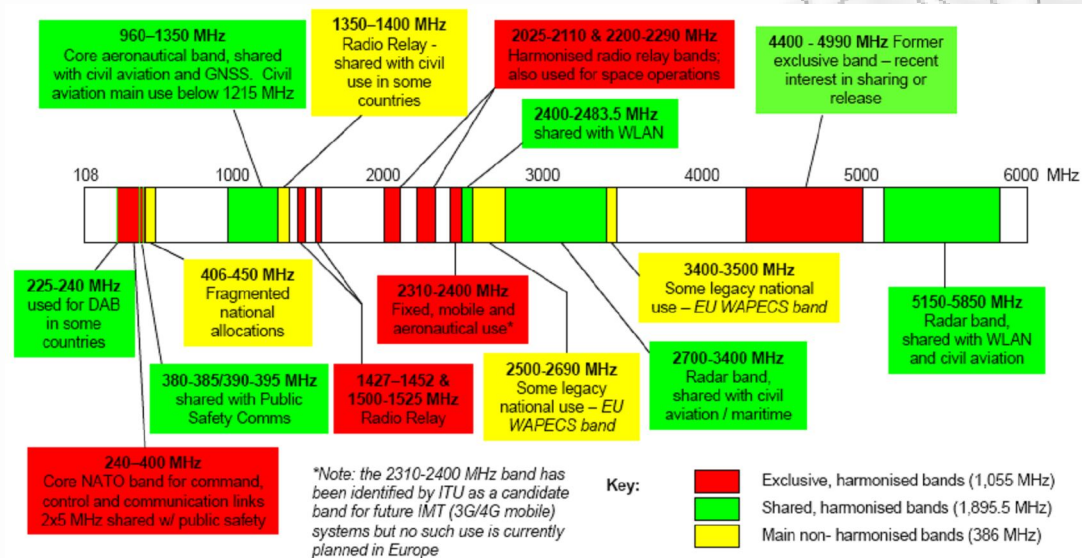 960–1350 MHz
Core aeronautical band, shared
with civil aviation and GNSS. Civil
aviation main use below 1215 MHz
1350–1400 MHz
Radio Relay -
shared with civil
use in some
countries
2025-2110 & 2200-2290 MHz
Harmonised radio relay bands;
also used for space operations
2400-2483.5 MHz
shared with WLAN
4400 - 4990 MHz Former
exclusive band – recent
interest in sharing or
release
108
1000
2000
3000
4000
5000
6000
MHz
225-240 MHz
used for DAB
in some
countries
406-450 MHz
Fragmented
national
allocations
380-385/390-395 MHz
shared with Public
Safety Comms
240–400 MHz
Core NATO band for command,
control and communication links
2x5 MHz shared w/ public safety
1427–1452 &
1500-1525 MHz
Radio Relay
2310-2400 MHz
Fixed, mobile and
aeronautical use*
2500-2690 MHz
Some legacy
national use – EU
WAPECS band
2700-3400 MHz
Radar band,
shared with civil
aviation / maritime
3400-3500 MHz
Some legacy national
use – EU WAPECS band
5150-5850 MHz
Radar band,
shared with WLAN
and civil aviation
*Note: the 2310-2400 MHz band has
been identified by ITU as a candidate
band for future IMT (3G/4G mobile)
systems but no such use is currently
planned in Europe
Key:
Exclusive, harmonised bands (1,055 MHz)
Shared, harmonised bands (1,895.5 MHz)
Main non- harmonised bands (386 MHz)